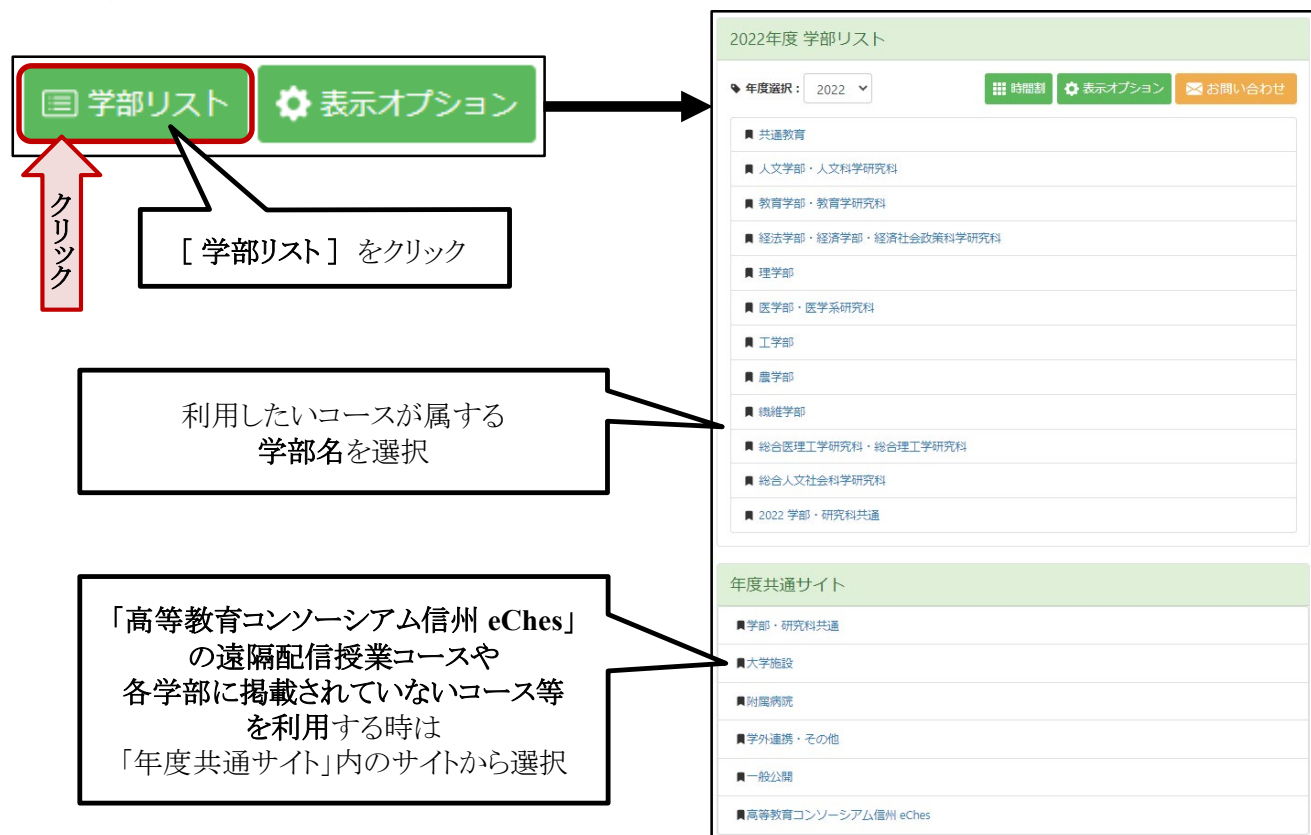 学部リスト
表示オプション
クリック
[ 学部リスト ] をクリック
利用したいコースが属する
学部名を選択
「高等教育コンソーシアム信州 eChes」
の遠隔配信授業コースや
各学部に掲載されていないコース等
を利用する時は
「年度共通サイト」内のサイトから選択
2022年度 学部リスト
年度選択： 2022 時間割 表示オプション お問い合わせ
共通教育
人文学部・人文科学研究科
教育学部・教育学研究科
経法学部・経済学部・経済社会政策科学研究科
理学部
医学部・医学系研究科
工学部
農学部
繊維学部
総合医理工学研究科・総合理工学研究科
総合人文社会科学研究科
2022 学部・研究科共通
年度共通サイト
学部・研究科共通
大学施設
附属病院
学外連携・その他
一般公開
高等教育コンソーシアム信州 eChes